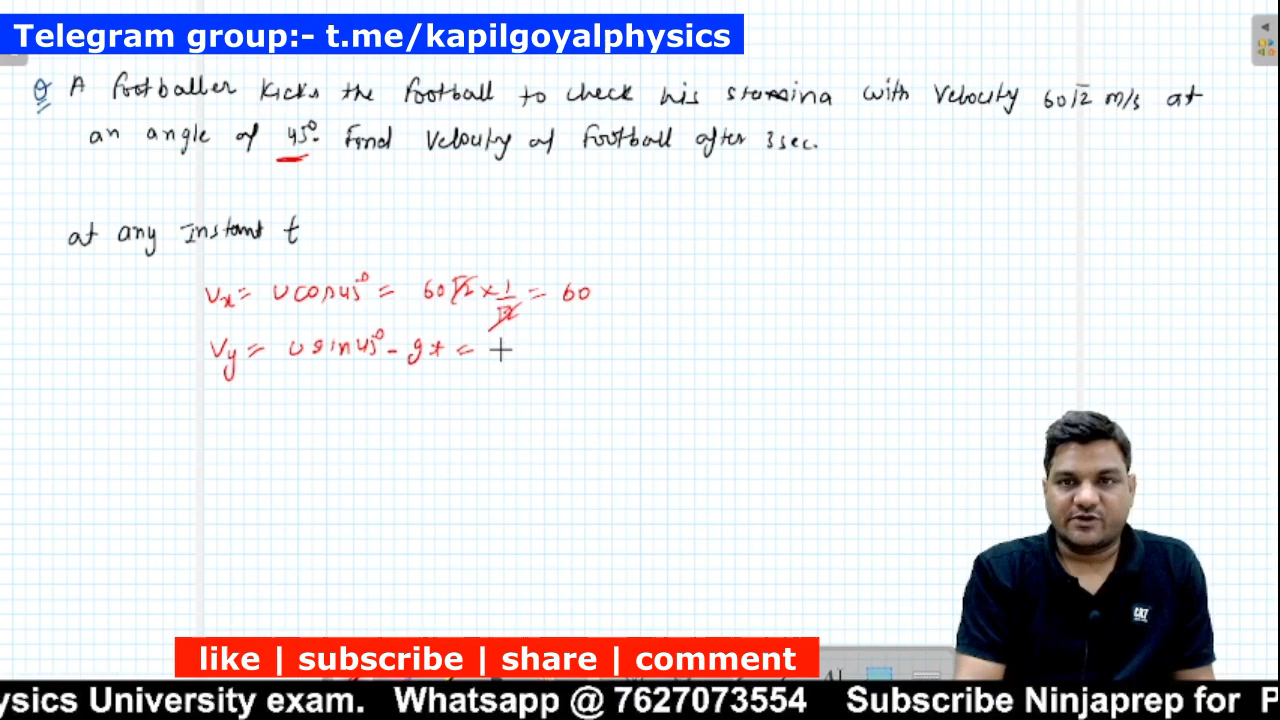 Telegram group:- t.me/kapilgoyalphysics
Q A footballer kicks the football to check his stamina with velocity 60√2 m/s at
an angle of 45°. Find velocity of football after 3 sec.
at any instant t
Vx = u cos 45° = 60√2 × 1/√2 = 60
Vy = u sin 45° - gt =
CAT
like | subscribe | share | comment
ysics University exam. Whatsapp @ 7627073554 Subscribe Ninjaprep for P